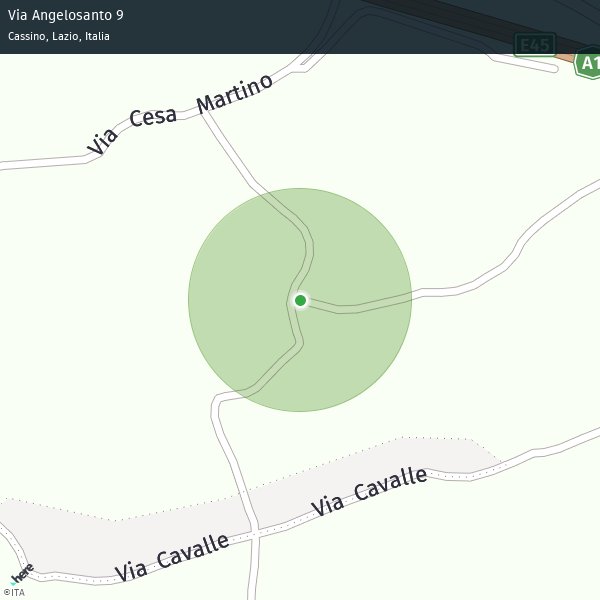 Via Angelosanto 9
Cassino, Lazio, Italia
E45
A1
Via Cesa Martino
Via Cavalle
Via Cavalle
here
©ITA